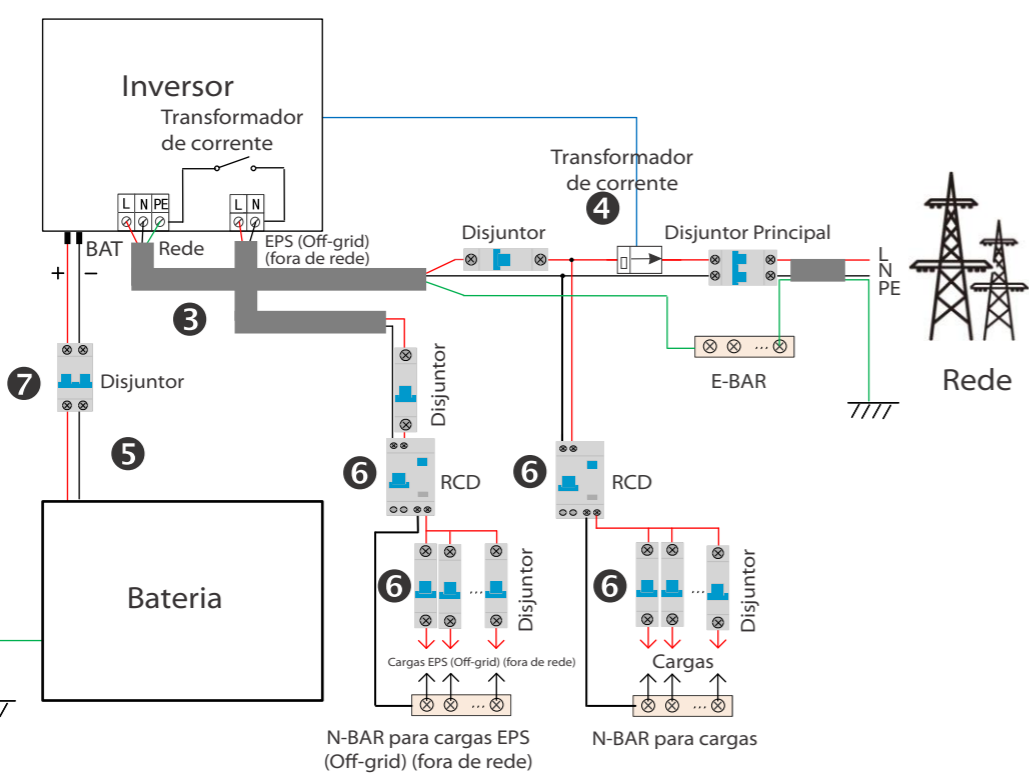 Inversor
Transformador
de corrente
L N PE
L N
BAT
Rede
EPS (Off-grid)
(fora de rede)
+
−
Disjuntor
Transformador
de corrente
4
Disjuntor Principal
L
N
PE
3
...
E-BAR
Rede
7
Disjuntor
5
Disjuntor
6
RCD
6
RCD
Bateria
6
...
Disjuntor
6
...
Disjuntor
Cargas EPS (Off-grid) (fora de rede)
Cargas
...
...
N-BAR para cargas EPS
(Off-grid) (fora de rede)
N-BAR para cargas